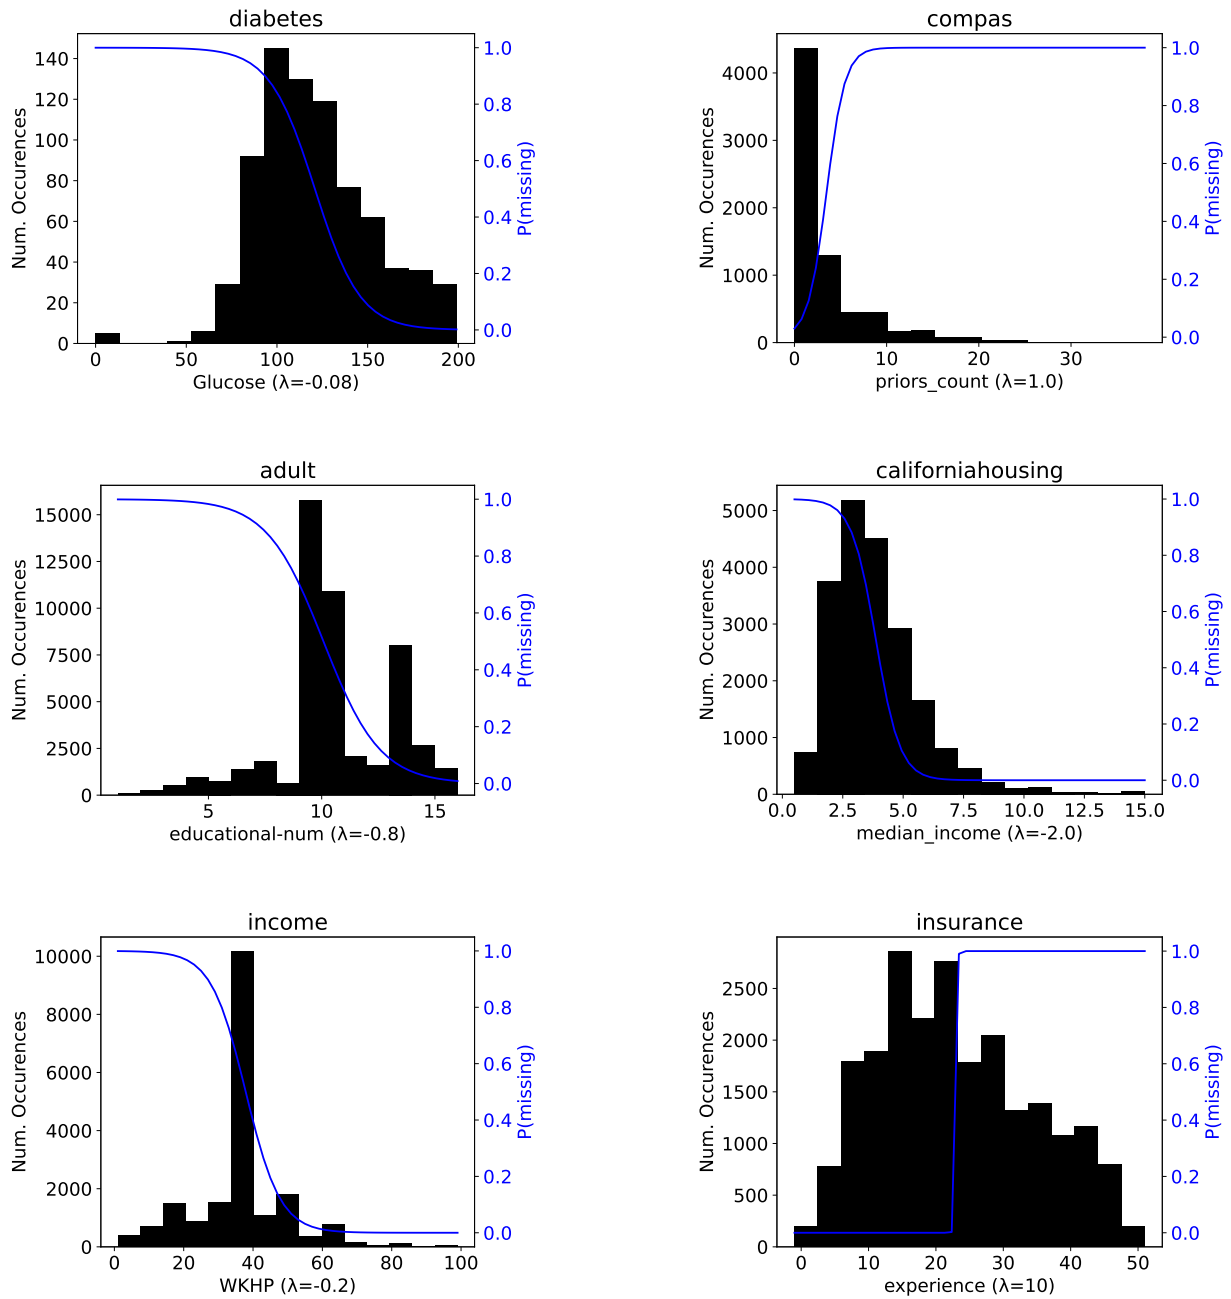 diabetes
140
120
100
80
60
40
20
0
Num. Occurences
0 50 100 150 200
Glucose (λ=-0.08)
1.0
0.8
0.6
0.4
0.2
0.0
P(missing)
compas
4000
3000
2000
1000
0
Num. Occurences
0 10 20 30
priors_count (λ=1.0)
1.0
0.8
0.6
0.4
0.2
0.0
P(missing)
adult
15000
12500
10000
7500
5000
2500
0
Num. Occurences
5 10 15
educational-num (λ=-0.8)
1.0
0.8
0.6
0.4
0.2
0.0
P(missing)
californiahousing
5000
4000
3000
2000
1000
0
Num. Occurences
0.0 2.5 5.0 7.5 10.0 12.5 15.0
median_income (λ=-2.0)
1.0
0.8
0.6
0.4
0.2
0.0
P(missing)
income
10000
8000
6000
4000
2000
0
Num. Occurences
0 20 40 60 80 100
WKHP (λ=-0.2)
1.0
0.8
0.6
0.4
0.2
0.0
P(missing)
insurance
2500
2000
1500
1000
500
0
Num. Occurences
0 10 20 30 40 50
experience (λ=10)
1.0
0.8
0.6
0.4
0.2
0.0
P(missing)